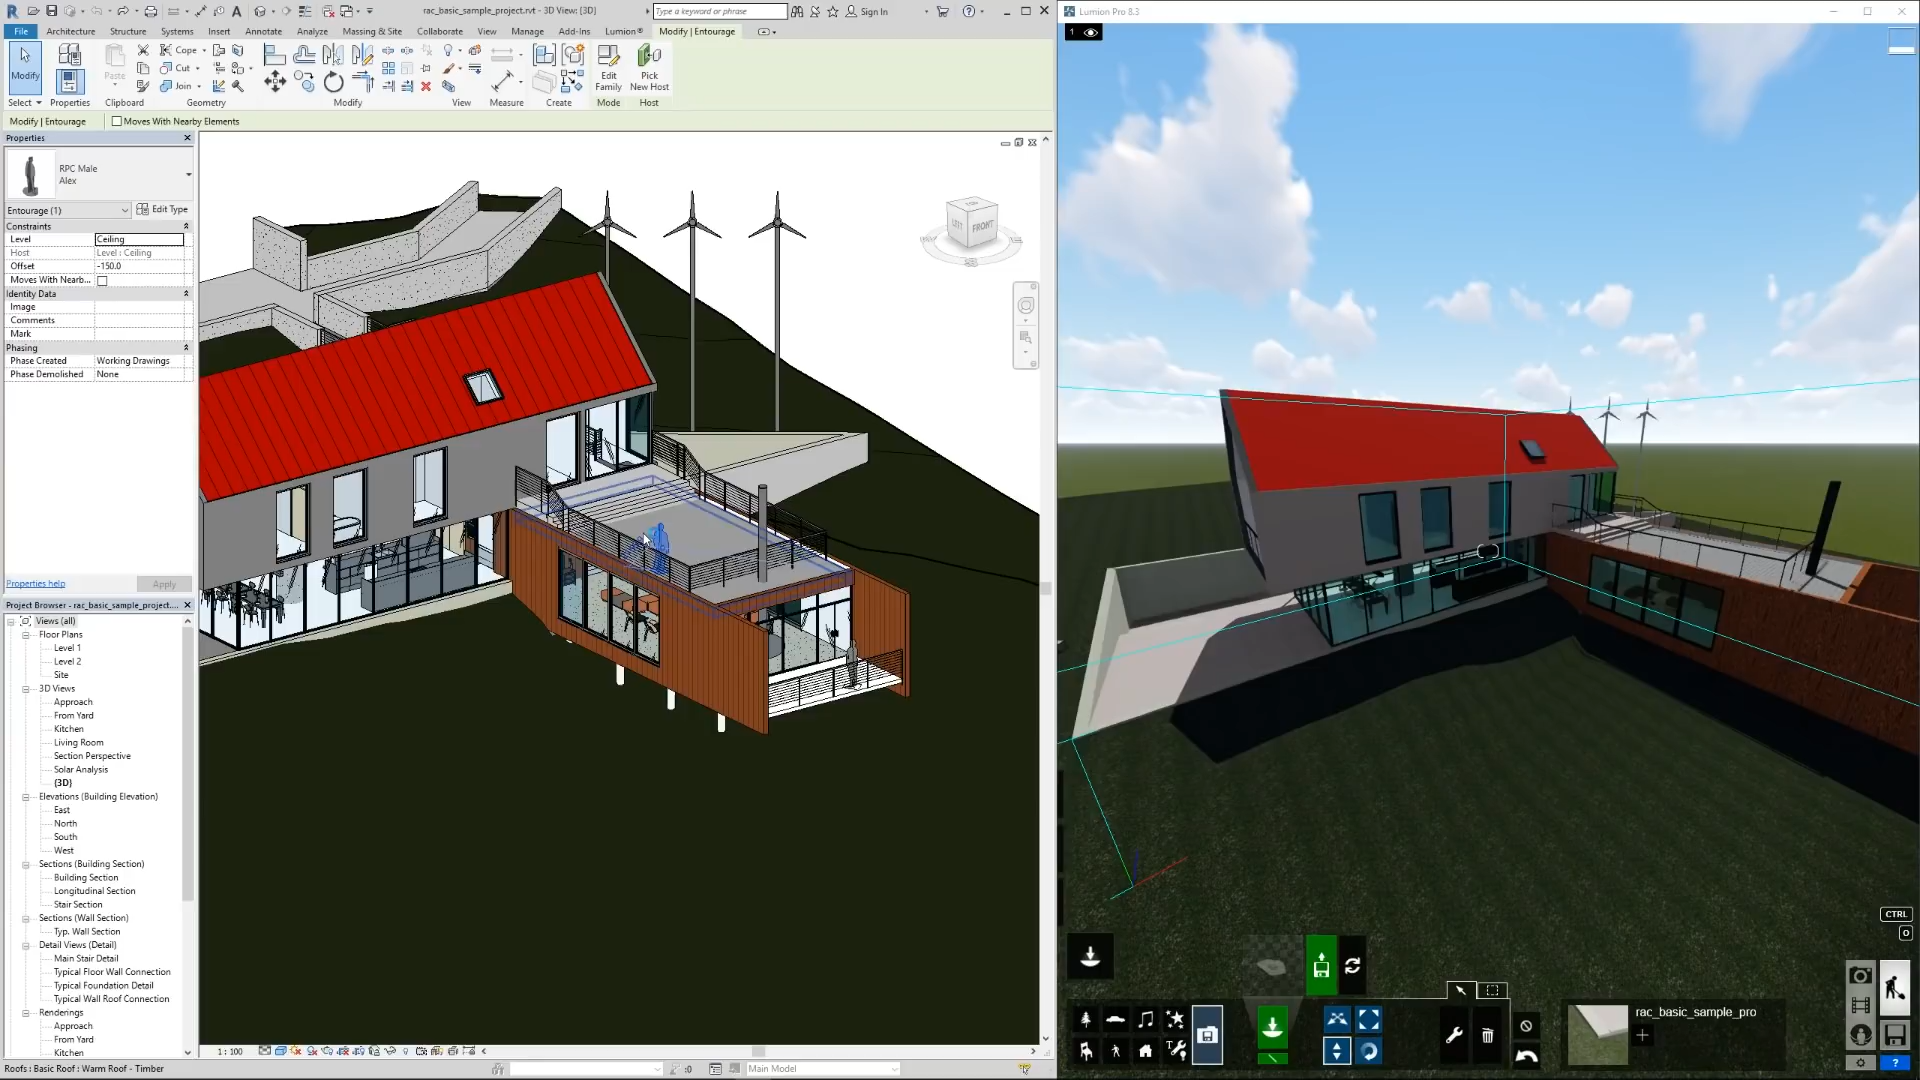 rac_basic_sample_project.rvt - 3D View: {3D}
Type a keyword or phrase
Sign In
File
Architecture
Structure
Systems
Insert
Annotate
Analyze
Massing & Site
Collaborate
View
Manage
Add-Ins
Lumion®
Modify | Entourage
Modify
Paste
Cope
Cut
Join
Edit
Family
Pick
New Host
Select
Properties
Clipboard
Geometry
Modify
View
Measure
Create
Mode
Host
Modify | Entourage
Moves With Nearby Elements
Properties
RPC Male
Alex
Entourage (1)
Edit Type
Constraints
Level Ceiling
Host Level : Ceiling
Offset -150.0
Moves With Nearb...
Identity Data
Image
Comments
Mark
Phasing
Phase Created Working Drawings
Phase Demolished None
Properties help
Apply
Project Browser - rac_basic_sample_project....
Views (all)
Floor Plans
Level 1
Level 2
Site
3D Views
Approach
From Yard
Kitchen
Living Room
Section Perspective
Solar Analysis
{3D}
Elevations (Building Elevation)
East
North
South
West
Sections (Building Section)
Building Section
Longitudinal Section
Stair Section
Sections (Wall Section)
Typ. Wall Section
Detail Views (Detail)
Main Stair Detail
Typical Floor Wall Connection
Typical Foundation Detail
Typical Wall Roof Connection
Renderings
Approach
From Yard
Kitchen
LEFT
FRONT
1 : 100
Roofs : Basic Roof : Warm Roof - Timber
:0
Main Model
Lumion Pro 8.3
1
CTRL
O
rac_basic_sample_pro
?